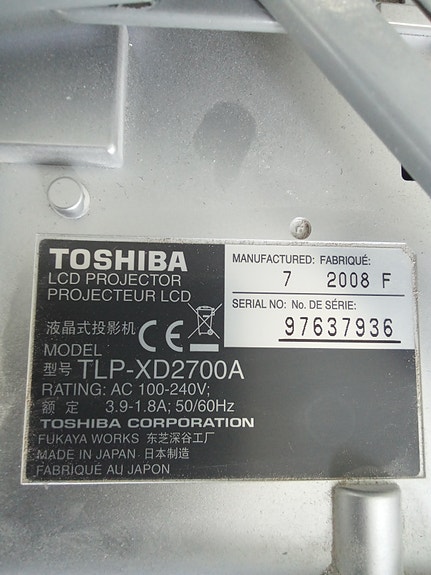 TOSHIBA
LCD PROJECTOR
PROJECTEUR LCD
液晶式投影机
CE
MODEL
型号 TLP-XD2700A
RATING: AC 100-240V;
额 定 3.9-1.8A; 50/60Hz
TOSHIBA CORPORATION
FUKAYA WORKS 东芝深谷工厂
MADE IN JAPAN 日本制造
FABRIQUÉ AU JAPON
MANUFACTURED: FABRIQUÉ:
7 2008 F
SERIAL NO: No. DE SÉRIE:
97637936